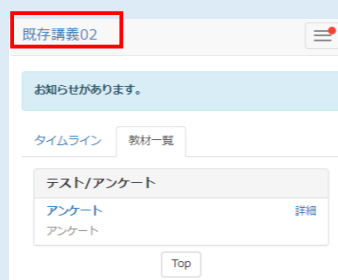 既存講義02
お知らせがあります。
タイムライン 教材一覧
テスト/アンケート
アンケート 詳細
アンケート
Top